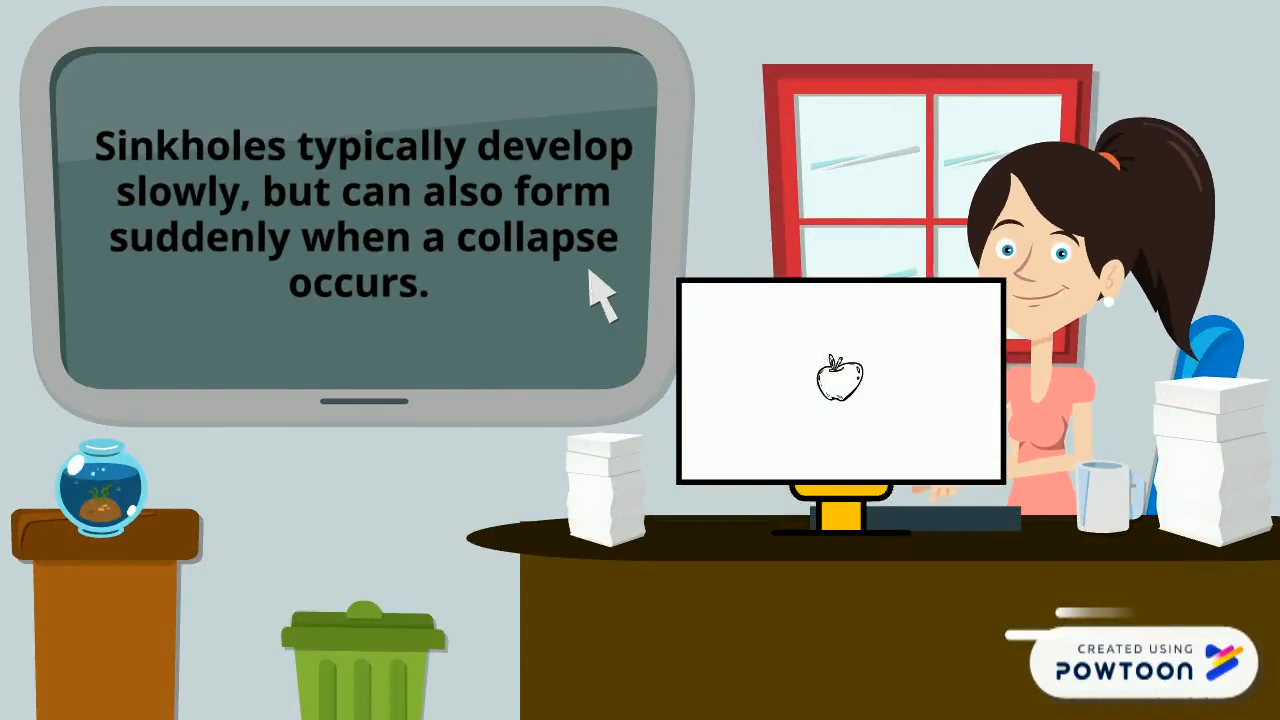 Sinkholes typically develop
slowly, but can also form
suddenly when a collapse
occurs.
CREATED USING
POWTOON